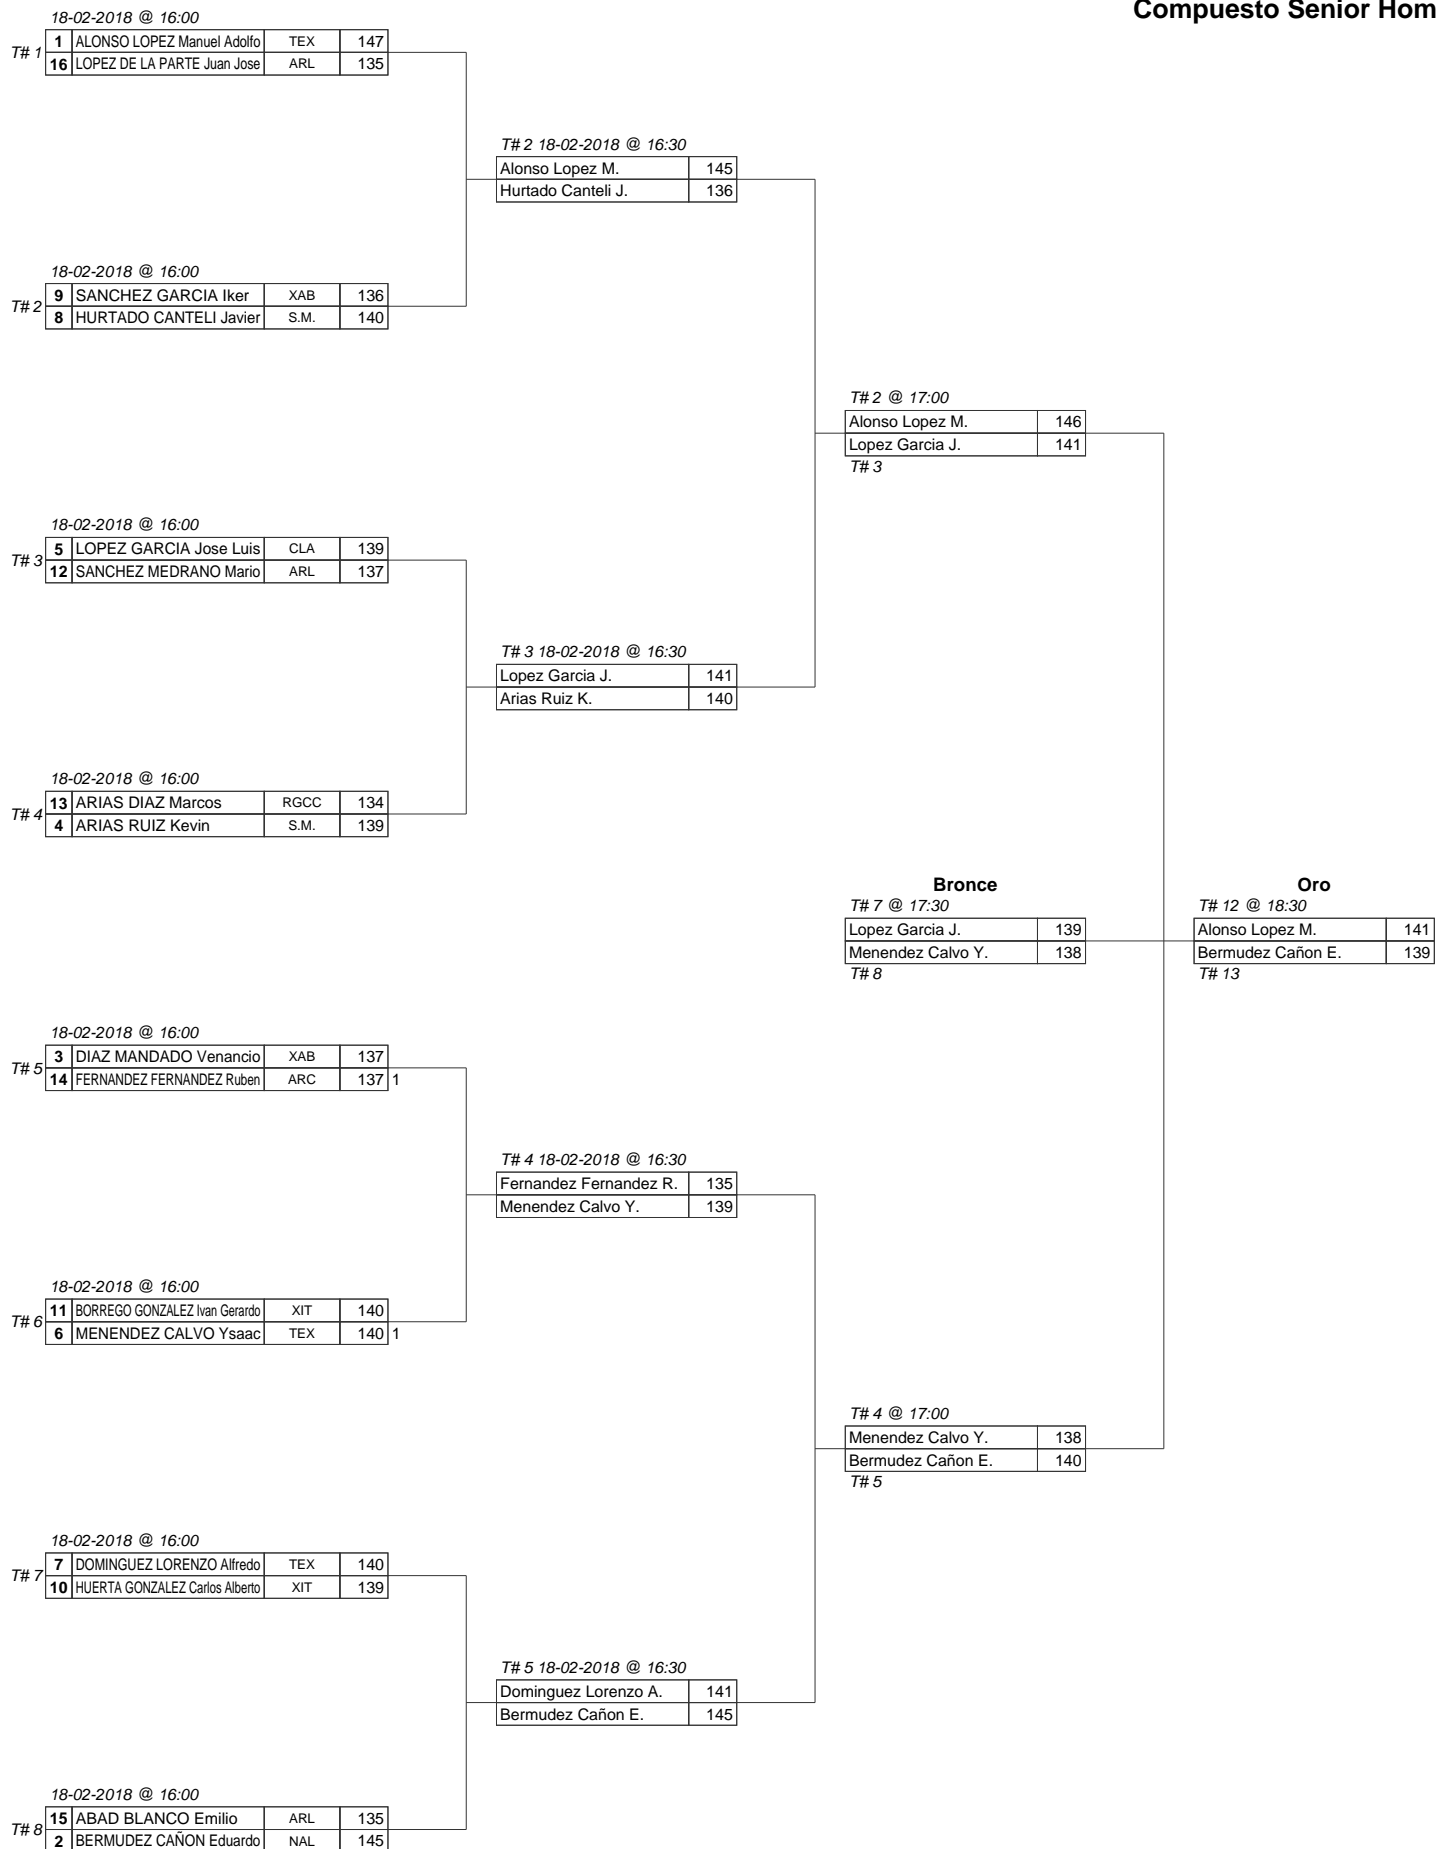 Compuesto Senior Hom
18-02-2018 @ 16:00
T# 1
1 ALONSO LOPEZ Manuel Adolfo TEX 147
16 LOPEZ DE LA PARTE Juan Jose ARL 135
T# 2 18-02-2018 @ 16:30
Alonso Lopez M. 145
Hurtado Canteli J. 136
18-02-2018 @ 16:00
T# 2
9 SANCHEZ GARCIA Iker XAB 136
8 HURTADO CANTELI Javier S.M. 140
T# 2 @ 17:00
Alonso Lopez M. 146
Lopez Garcia J. 141
T# 3
18-02-2018 @ 16:00
T# 3
5 LOPEZ GARCIA Jose Luis CLA 139
12 SANCHEZ MEDRANO Mario ARL 137
T# 3 18-02-2018 @ 16:30
Lopez Garcia J. 141
Arias Ruiz K. 140
18-02-2018 @ 16:00
T# 4
13 ARIAS DIAZ Marcos RGCC 134
4 ARIAS RUIZ Kevin S.M. 139
Bronce
T# 7 @ 17:30
Lopez Garcia J. 139
Menendez Calvo Y. 138
T# 8
Oro
T# 12 @ 18:30
Alonso Lopez M. 141
Bermudez Cañon E. 139
T# 13
18-02-2018 @ 16:00
T# 5
3 DIAZ MANDADO Venancio XAB 137
14 FERNANDEZ FERNANDEZ Ruben ARC 137 1
T# 4 18-02-2018 @ 16:30
Fernandez Fernandez R. 135
Menendez Calvo Y. 139
18-02-2018 @ 16:00
T# 6
11 BORREGO GONZALEZ Ivan Gerardo XIT 140
6 MENENDEZ CALVO Ysaac TEX 140 1
T# 4 @ 17:00
Menendez Calvo Y. 138
Bermudez Cañon E. 140
T# 5
18-02-2018 @ 16:00
T# 7
7 DOMINGUEZ LORENZO Alfredo TEX 140
10 HUERTA GONZALEZ Carlos Alberto XIT 139
T# 5 18-02-2018 @ 16:30
Dominguez Lorenzo A. 141
Bermudez Cañon E. 145
18-02-2018 @ 16:00
T# 8
15 ABAD BLANCO Emilio ARL 135
2 BERMUDEZ CAÑON Eduardo NAL 145